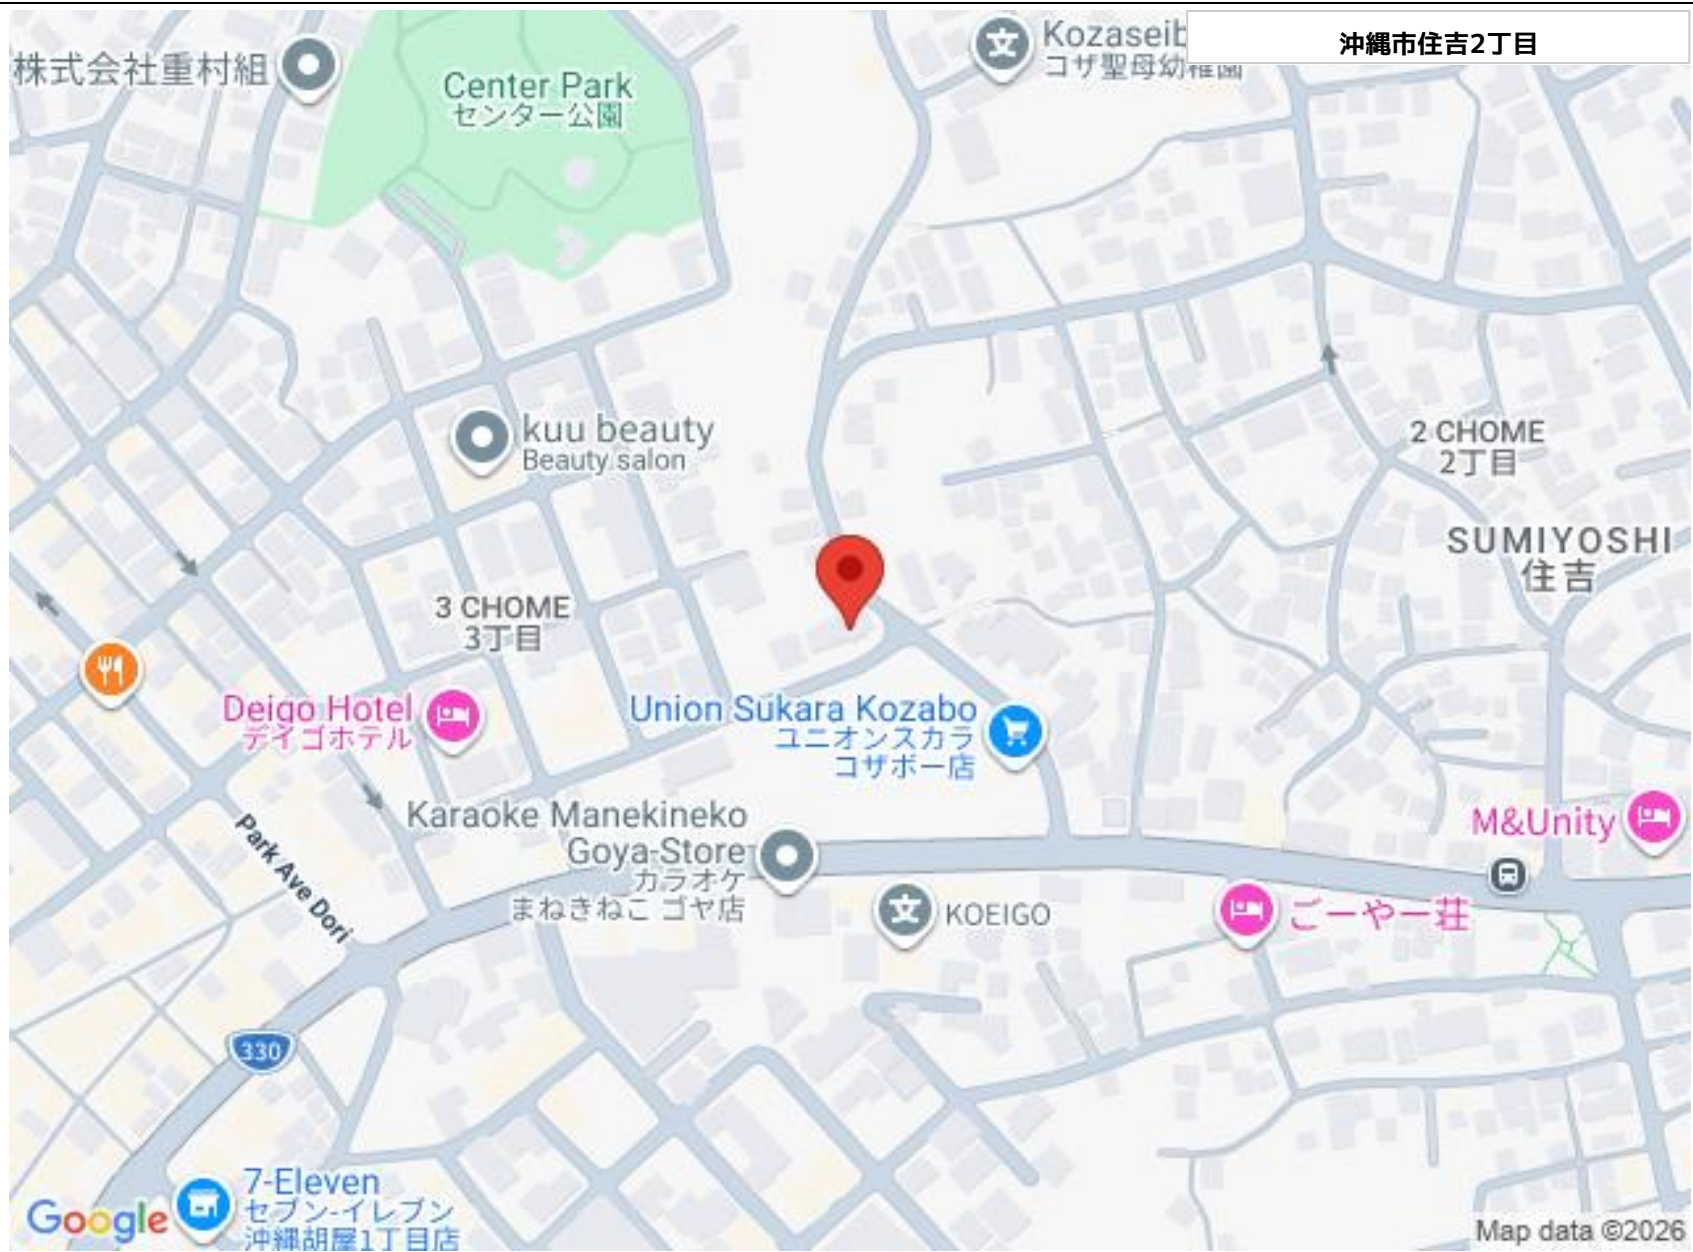 沖縄市住吉2丁目
株式会社重村組
Center Park
センター公園
コザ聖母幼稚園
kuu beauty
Beauty salon
2 CHOME
2丁目
SUMIYOSHI
住吉
3 CHOME
3丁目
Deigo Hotel
デイゴホテル
Union Sukara Kozabo
ユニオンスカラ
コザボー店
Karaoke Manekineko
Goya-Store
カラオケ
まねきねこ ゴヤ店
文
KOEIGO
M&Unity
ごーやー荘
Park Ave Dori
330
7-Eleven
セブン-イレブン
沖縄胡屋1丁目店
Google
Map data ©2026